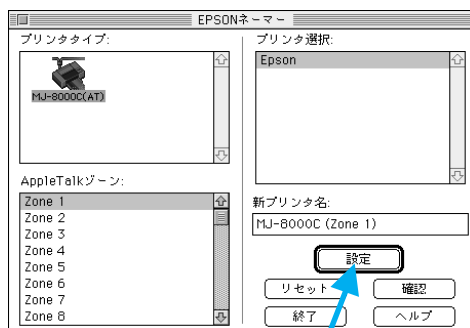 EPSONネーマー
プリンタタイプ:
MJ-8000C(AT)
AppleTalkゾーン:
Zone 1
Zone 2
Zone 3
Zone 4
Zone 5
Zone 6
Zone 7
Zone 8
プリンタ選択:
Epson
新プリンタ名:
MJ-8000C (Zone 1)
設定
リセット
確認
終了
ヘルプ